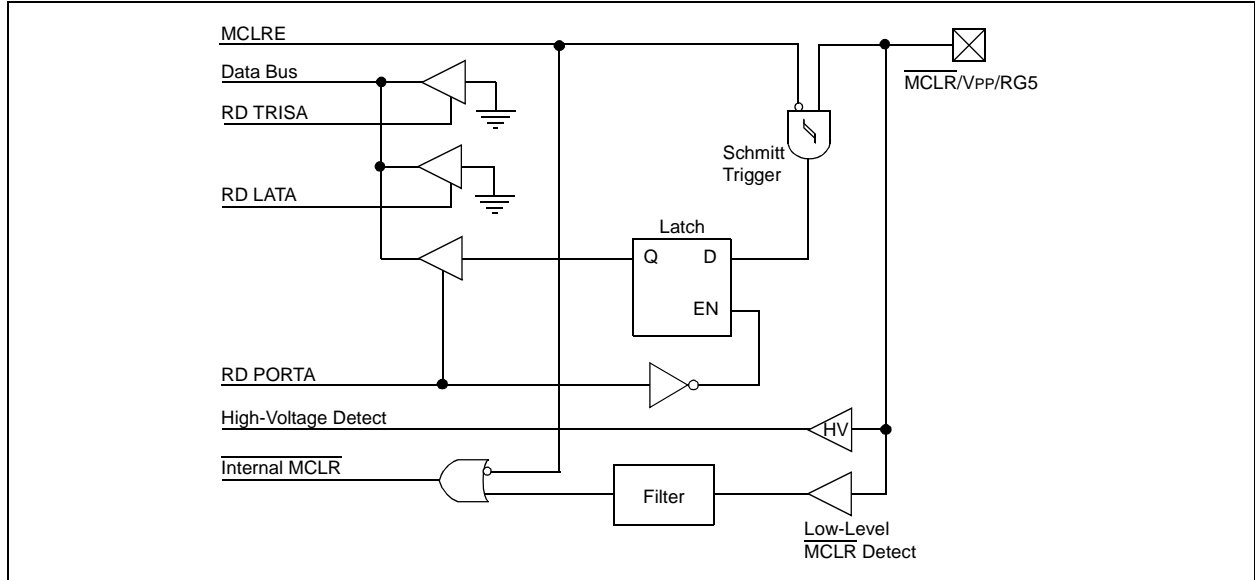 MCLRE
Data Bus
RD TRISA
MCLR/VPP/RG5
Schmitt
Trigger
RD LATA
Latch
Q
D
EN
RD PORTA
High-Voltage Detect
HV
Internal MCLR
Filter
Low-Level
MCLR Detect